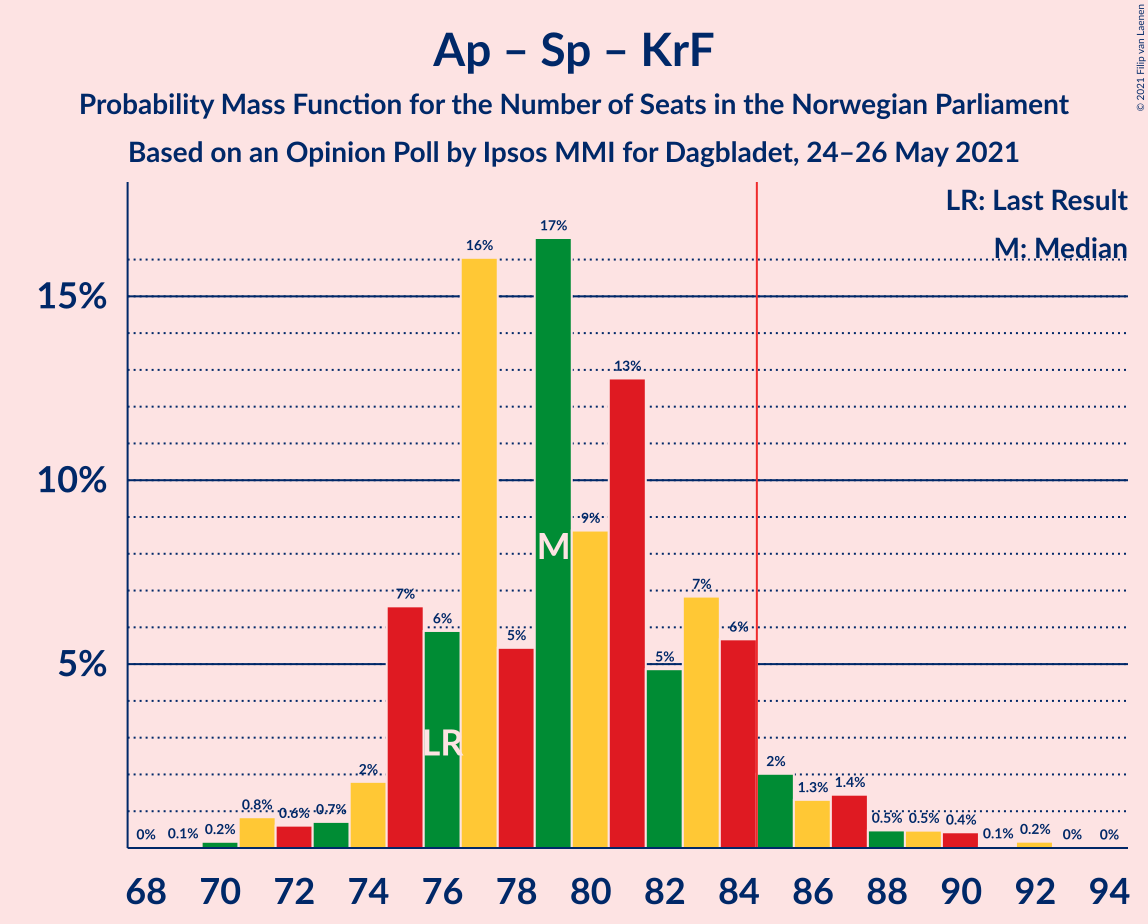 Ap – Sp – KrF
Probability Mass Function for the Number of Seats in the Norwegian Parliament
Based on an Opinion Poll by Ipsos MMI for Dagbladet, 24–26 May 2021
© 2021 Filip van Laenen
LR: Last Result
M: Median
15%
10%
5%
0% 0.1% 0.2% 0.8% 0.6% 0.7% 2% 7% 6% 16% 5% 17% 9% 13% 5% 7% 6% 2% 1.3% 1.4% 0.5% 0.5% 0.4% 0.1% 0.2% 0% 0%
LR
M
68 70 72 74 76 78 80 82 84 86 88 90 92 94